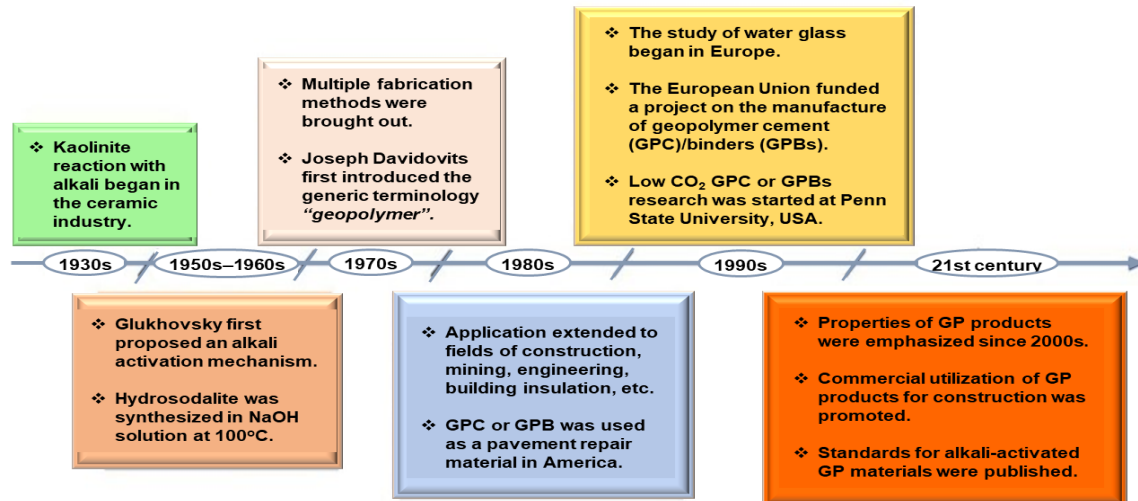 ❖ Kaolinite
reaction with
alkali began in
the ceramic
industry.
❖ Multiple fabrication
methods were
brought out.
❖ Joseph Davidovits
first introduced the
generic terminology
“geopolymer”.
❖ The study of water glass
began in Europe.
❖ The European Union funded
a project on the manufacture
of geopolymer cement
(GPC)/binders (GPBs).
❖ Low CO₂ GPC or GPBs
research was started at Penn
State University, USA.
1930s
1950s–1960s
1970s
1980s
1990s
21st century
❖ Glukhovsky first
proposed an alkali
activation mechanism.
❖ Hydrosodalite was
synthesized in NaOH
solution at 100ºC.
❖ Application extended to
fields of construction,
mining, engineering,
building insulation, etc.
❖ GPC or GPB was used
as a pavement repair
material in America.
❖ Properties of GP products
were emphasized since 2000s.
❖ Commercial utilization of GP
products for construction was
promoted.
❖ Standards for alkali-activated
GP materials were published.